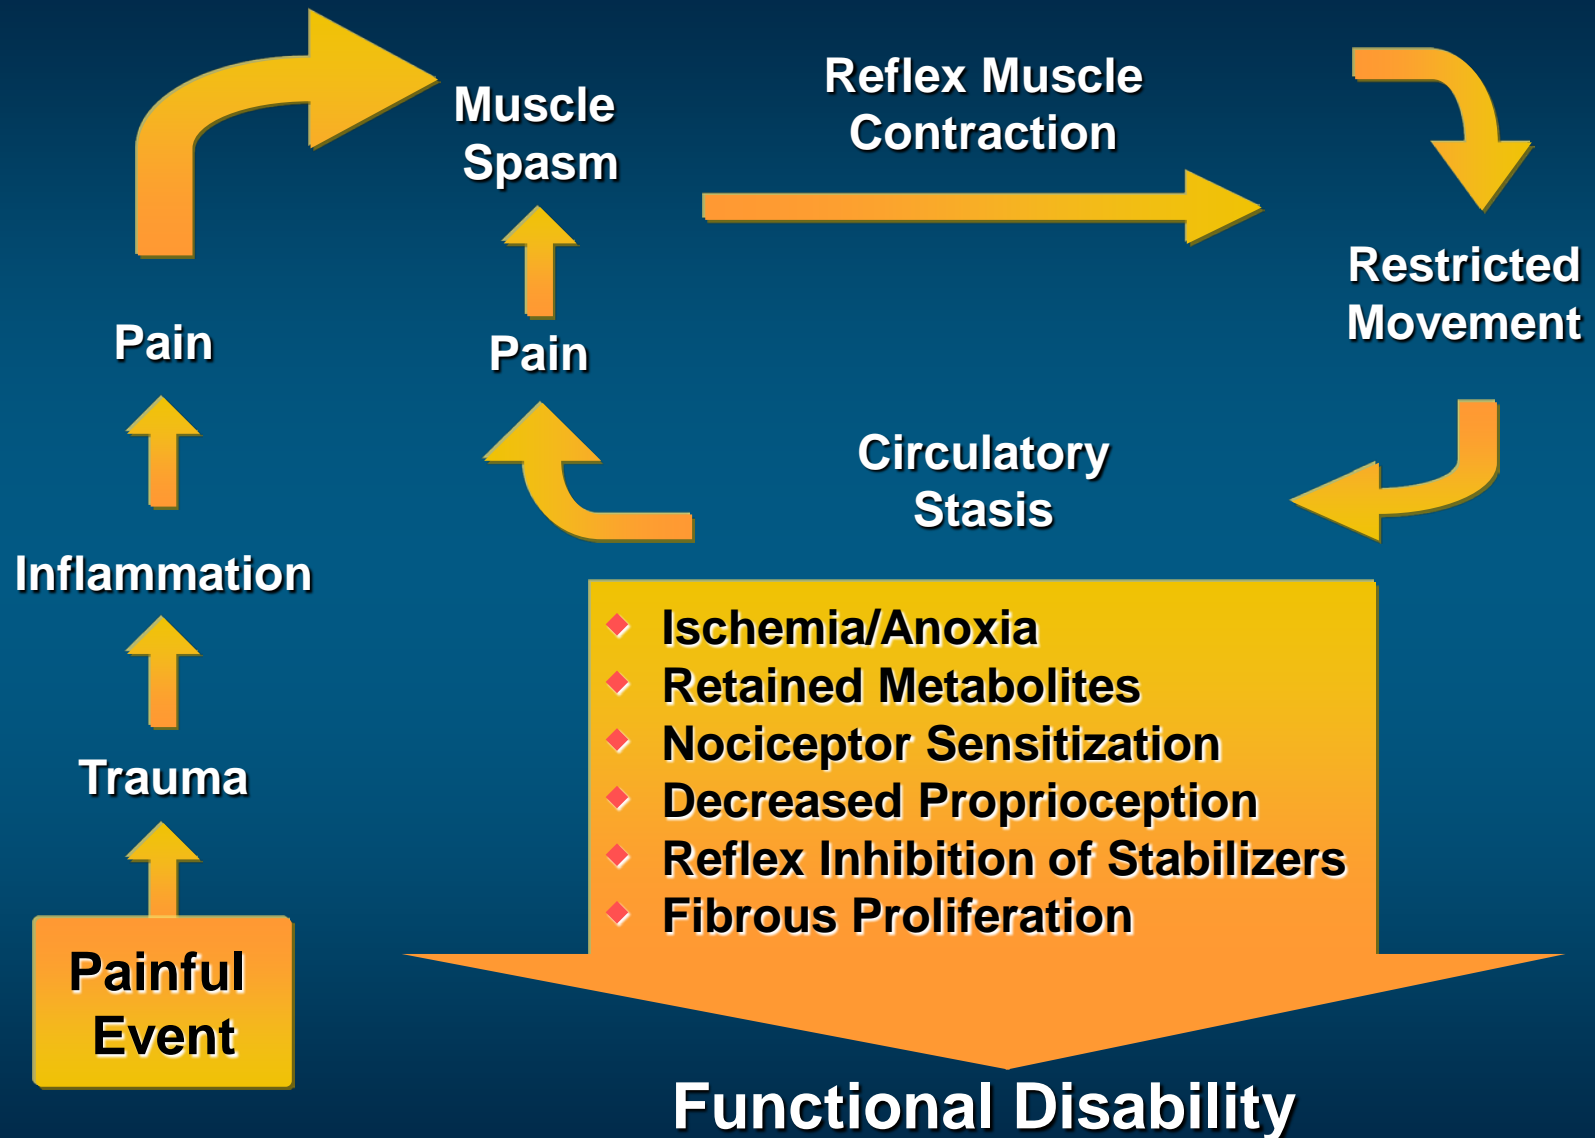 Muscle
Spasm
Reflex Muscle
Contraction
Restricted
Movement
Pain
Pain
Circulatory
Stasis
Inflammation
Ischemia/Anoxia
Retained Metabolites
Nociceptor Sensitization
Decreased Proprioception
Reflex Inhibition of Stabilizers
Fibrous Proliferation
Trauma
Painful
Event
Functional Disability